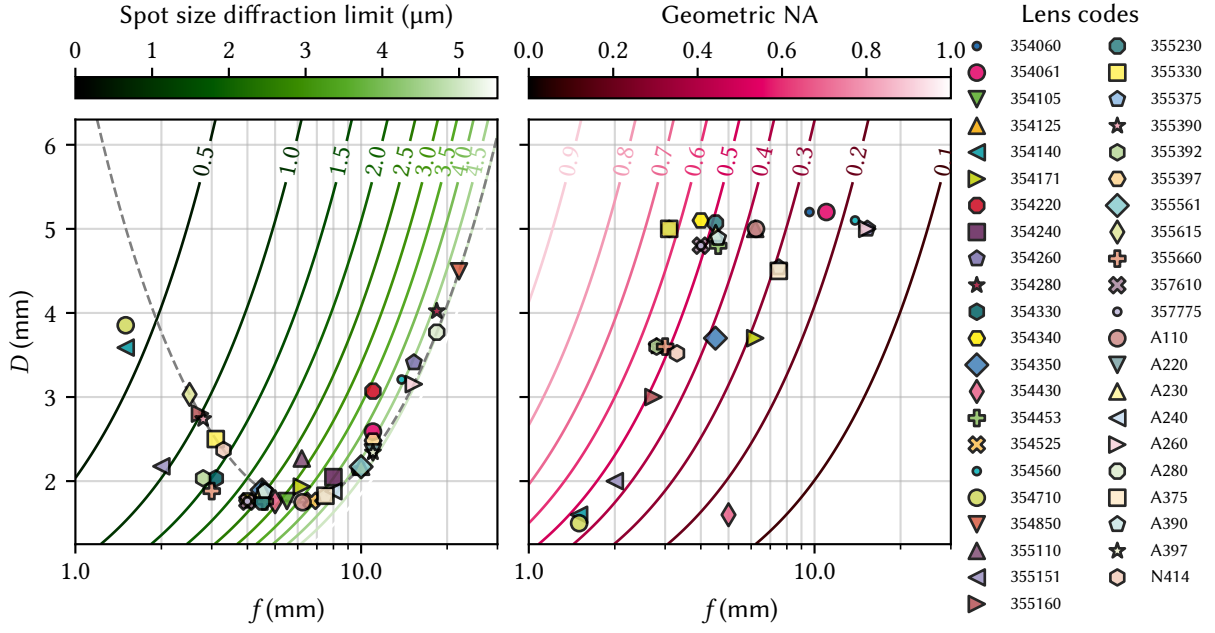 Spot size diffraction limit (μm)
0 1 2 3 4 5
Geometric NA
0.0 0.2 0.4 0.6 0.8 1.0
Lens codes
D (mm)
6
5
4
3
2
0.5 1.0 1.5 2.0 2.5 3.0 3.5 4.0 4.5
1.0 10.0
f (mm)
0.9 0.8 0.7 0.6 0.5 0.4 0.3 0.2 0.1
1.0 10.0
f (mm)
354060
354061
354105
354125
354140
354171
354220
354240
354260
354280
354330
354340
354350
354430
354453
354525
354560
354710
354850
355110
355151
355160
355230
355330
355375
355390
355392
355397
355561
355615
355660
357610
357775
A110
A220
A230
A240
A260
A280
A375
A390
A397
N414